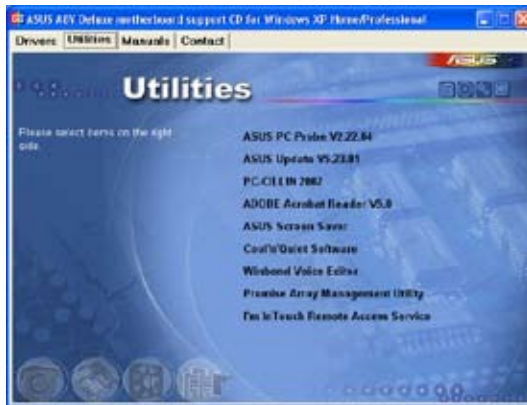 ASUS A8V Deluxe motherboard support CD for Windows XP Home/Professional
Drivers Utilities Manuals Contact
ASUS
Utilities
Please select items on the right
side.
ASUS PC Probe V2.22.04
ASUS Update V5.23.01
PC-CILLIN 2002
ADOBE Acrobat Reader V5.0
ASUS Screen Saver
Cool'n'Quiet Software
Winbond Voice Editor
Promise Array Management Utility
I'm InTouch Remote Access Service